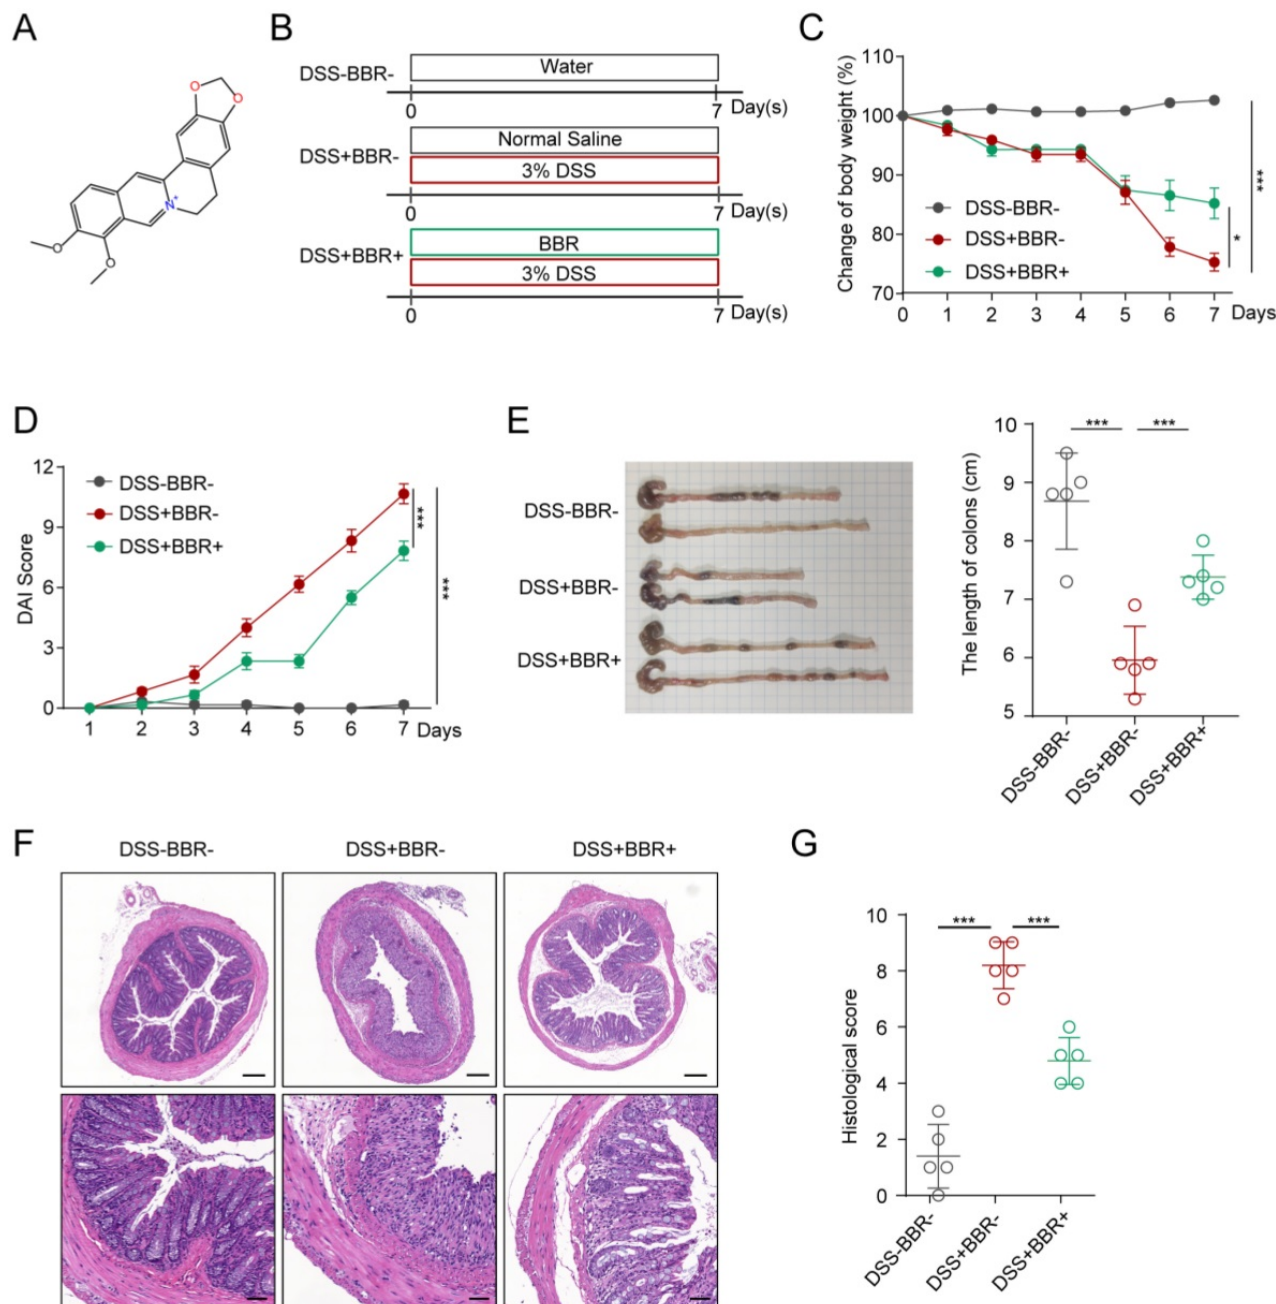 A
O
O
N+
O
O
B
DSS-BBR-
Water
0
7
Day(s)
DSS+BBR-
Normal Saline
3% DSS
0
7
Day(s)
DSS+BBR+
BBR
3% DSS
0
7
Day(s)
C
Change of body weight (%)
110
100
90
80
70
DSS-BBR-
DSS+BBR-
DSS+BBR+
***
*
0 1 2 3 4 5 6 7 Days
D
DAI Score
12
9
6
3
0
DSS-BBR-
DSS+BBR-
DSS+BBR+
***
***
1 2 3 4 5 6 7 Days
E
DSS-BBR-
DSS+BBR-
DSS+BBR+
The length of colons (cm)
10
9
8
7
6
5
*** ***
DSS-BBR-
DSS+BBR-
DSS+BBR+
F
DSS-BBR- DSS+BBR- DSS+BBR+
G
Histological score
10
8
6
4
2
0
*** ***
DSS-BBR-
DSS+BBR-
DSS+BBR+